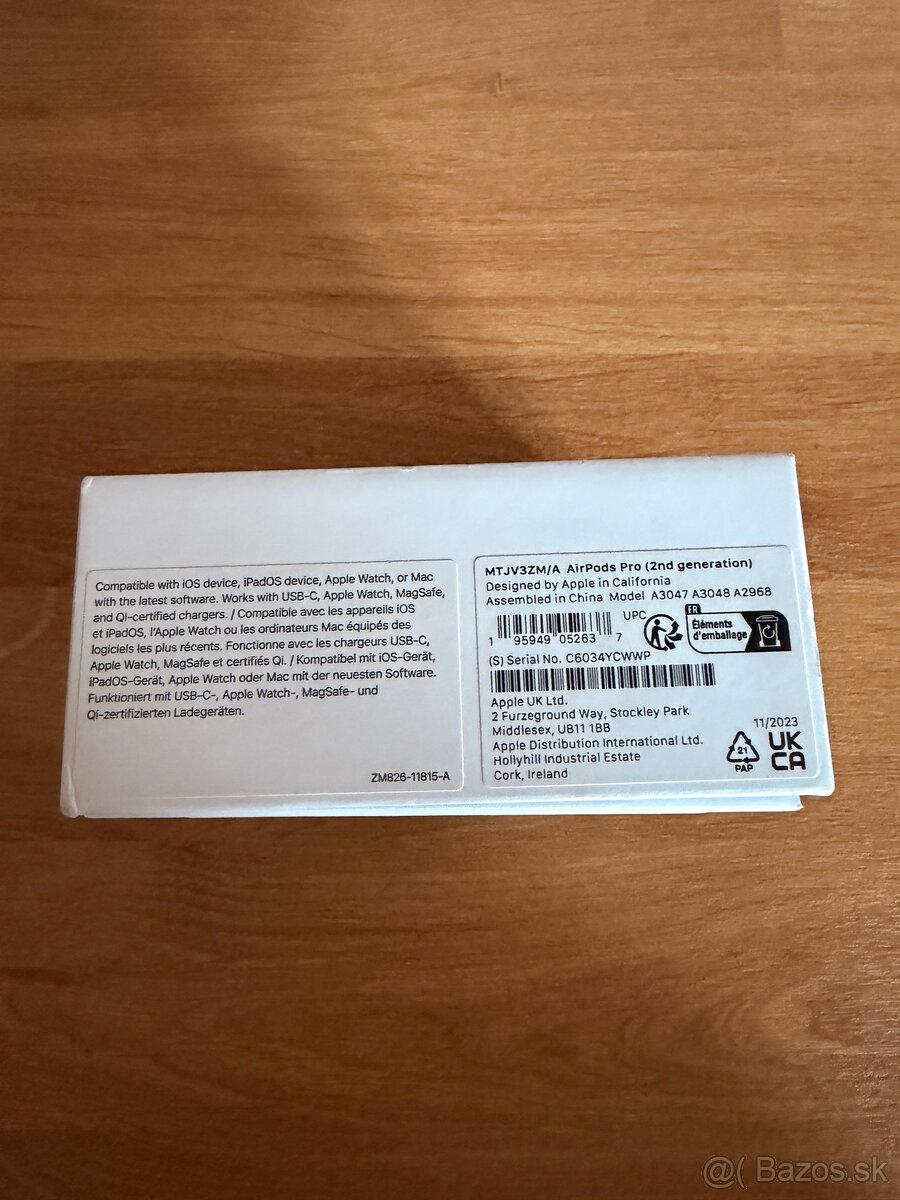 Compatible with iOS device, iPadOS device, Apple Watch, or Mac
with the latest software. Works with USB-C, Apple Watch, MagSafe,
and Qi-certified chargers. / Compatible avec les appareils iOS
et iPadOS, l'Apple Watch ou les ordinateurs Mac équipés des
logiciels les plus récents. Fonctionne avec les chargeurs USB-C,
Apple Watch, MagSafe et certifiés Qi. / Kompatibel mit iOS-Gerät,
iPadOS-Gerät, Apple Watch oder Mac mit der neuesten Software.
Funktioniert mit USB-C-, Apple Watch-, MagSafe- und
Qi-zertifizierten Ladegeräten.
ZM826-11815-A
MTJV3ZM/A AirPods Pro (2nd generation)
Designed by Apple in California
Assembled in China Model A3047 A3048 A2968
UPC
1 95949 05263 7
FR
Éléments
d'emballage
(S) Serial No. C6034YCWWP
Apple UK Ltd.
2 Furzeground Way, Stockley Park
Middlesex, UB11 1BB
Apple Distribution International Ltd.
Hollyhill Industrial Estate
Cork, Ireland
11/2023
21
PAP
UK
CA
@( Bazos.sk